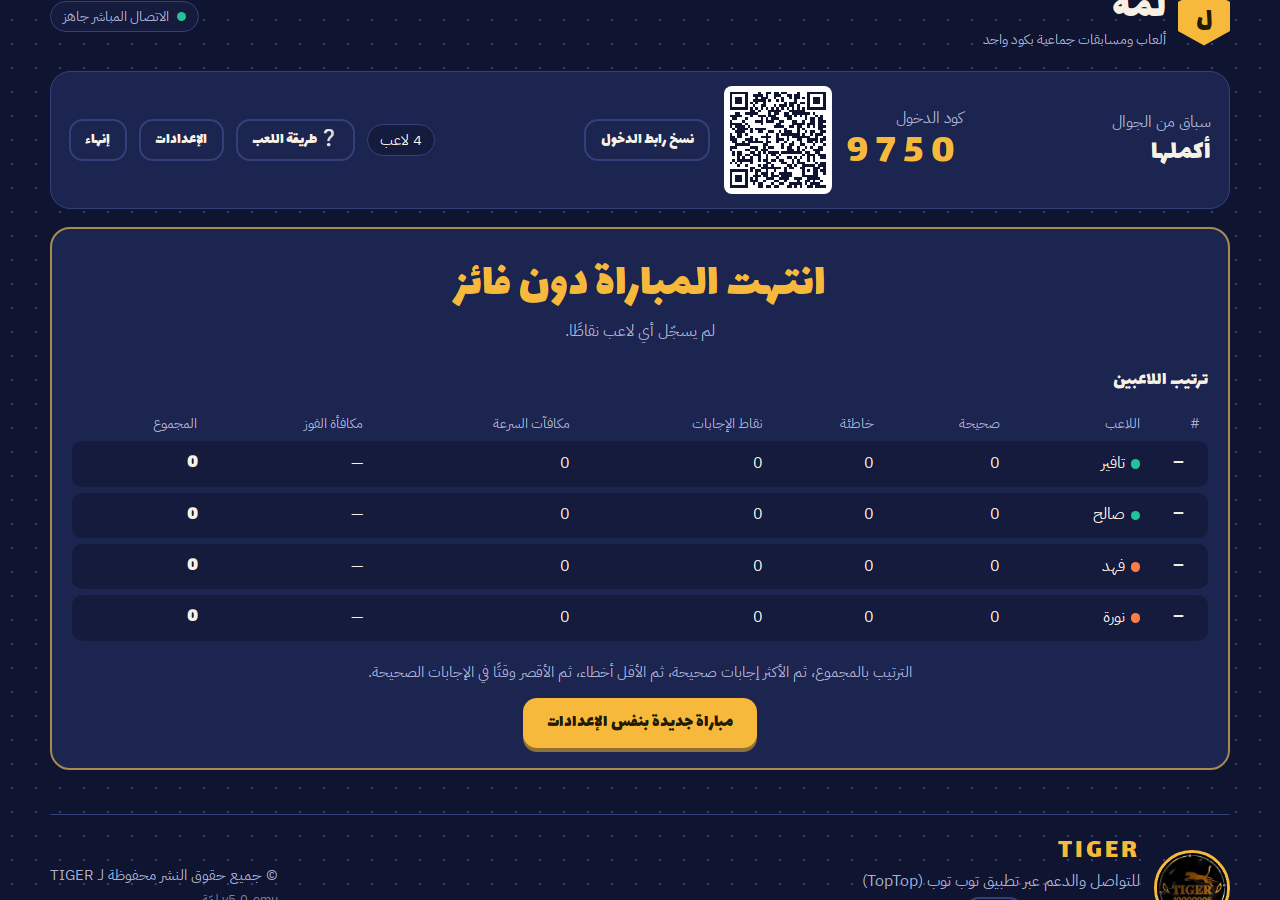 لمة
ل
ألعاب ومسابقات جماعية بكود واحد
الاتصال المباشر جاهز
سباق من الجوال
أكملها
كود الدخول
9750
نسخ رابط الدخول
4 لاعب
❔ طريقة اللعب
الإعدادات
إنهاء
انتهت المباراة دون فائز
لم يسجّل أي لاعب نقاطًا.
ترتيب اللاعبين
# اللاعب صحيحة خاطئة نقاط الإجابات مكافآت السرعة مكافأة الفوز المجموع
— تافير 0 0 0 0 — 0
— صالح 0 0 0 0 — 0
— فهد 0 0 0 0 — 0
— نورة 0 0 0 0 — 0
الترتيب بالمجموع، ثم الأكثر إجابات صحيحة، ثم الأقل أخطاء، ثم الأقصر وقتًا في الإجابات الصحيحة.
مباراة جديدة بنفس الإعدادات
TIGER
للتواصل والدعم عبر تطبيق توب توب (TopTop)
TIGER
© جميع حقوق النشر محفوظة لـ TIGER